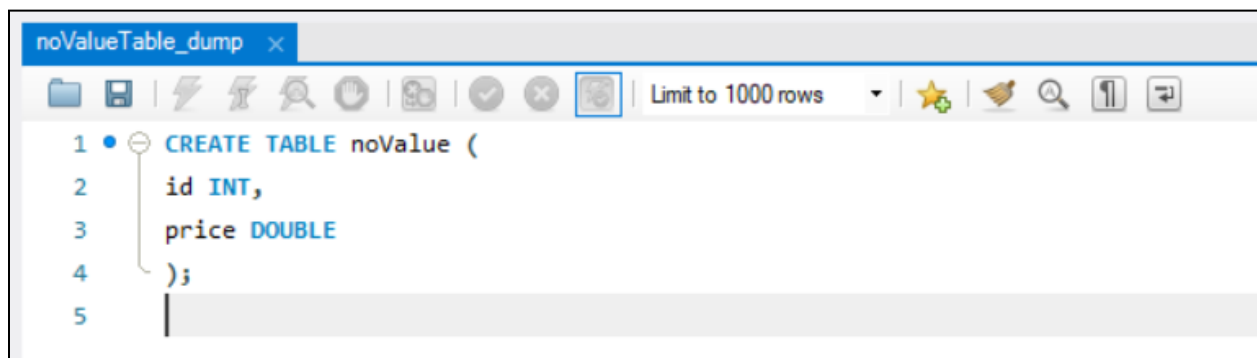 noValueTable_dump
Limit to 1000 rows
1 CREATE TABLE noValue (
2 id INT,
3 price DOUBLE
4 );
5